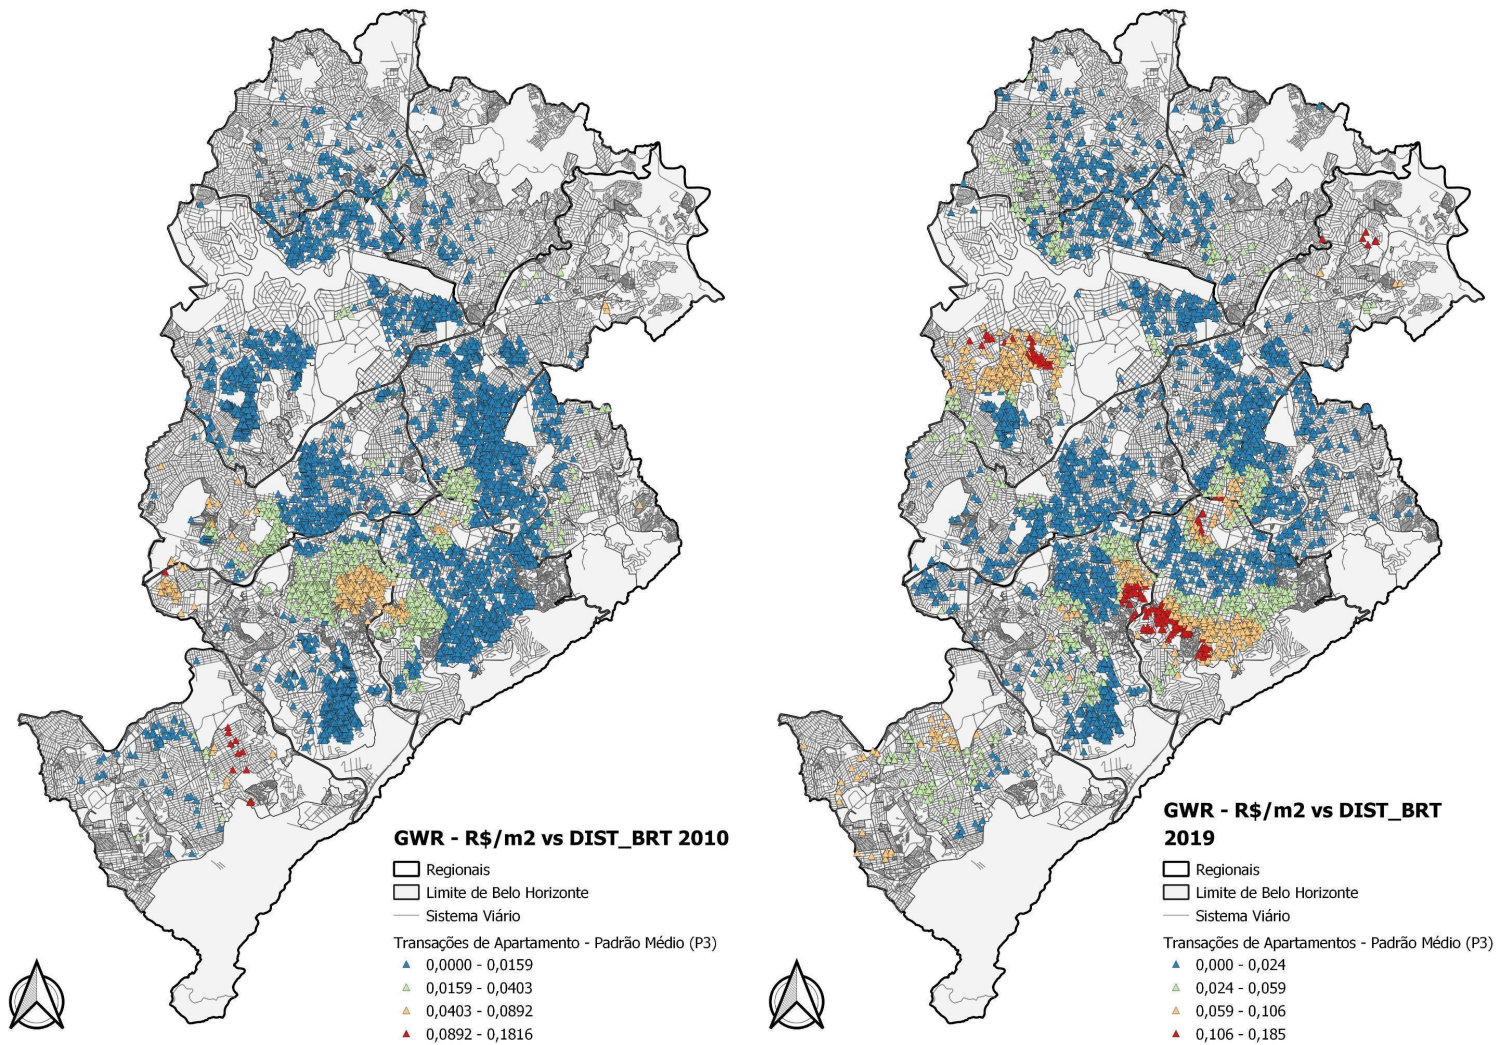 GWR - R$/m2 vs DIST_BRT 2010
Regionais
Limite de Belo Horizonte
Sistema Viário
Transações de Apartamento - Padrão Médio (P3)
0,0000 - 0,0159
0,0159 - 0,0403
0,0403 - 0,0892
0,0892 - 0,1816
GWR - R$/m2 vs DIST_BRT
2019
Regionais
Limite de Belo Horizonte
Sistema Viário
Transações de Apartamentos - Padrão Médio (P3)
0,000 - 0,024
0,024 - 0,059
0,059 - 0,106
0,106 - 0,185